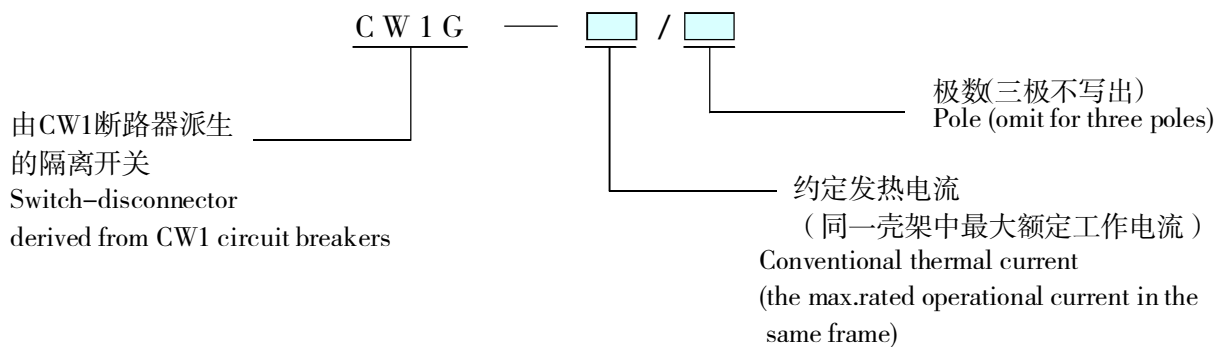 CW1G — /
极数(三极不写出)
Pole (omit for three poles)
由CW1断路器派生
的隔离开关
Switch-disconnector
derived from CW1 circuit breakers
约定发热电流
（同一壳架中最大额定工作电流）
Conventional thermal current
(the max.rated operational current in the
same frame)